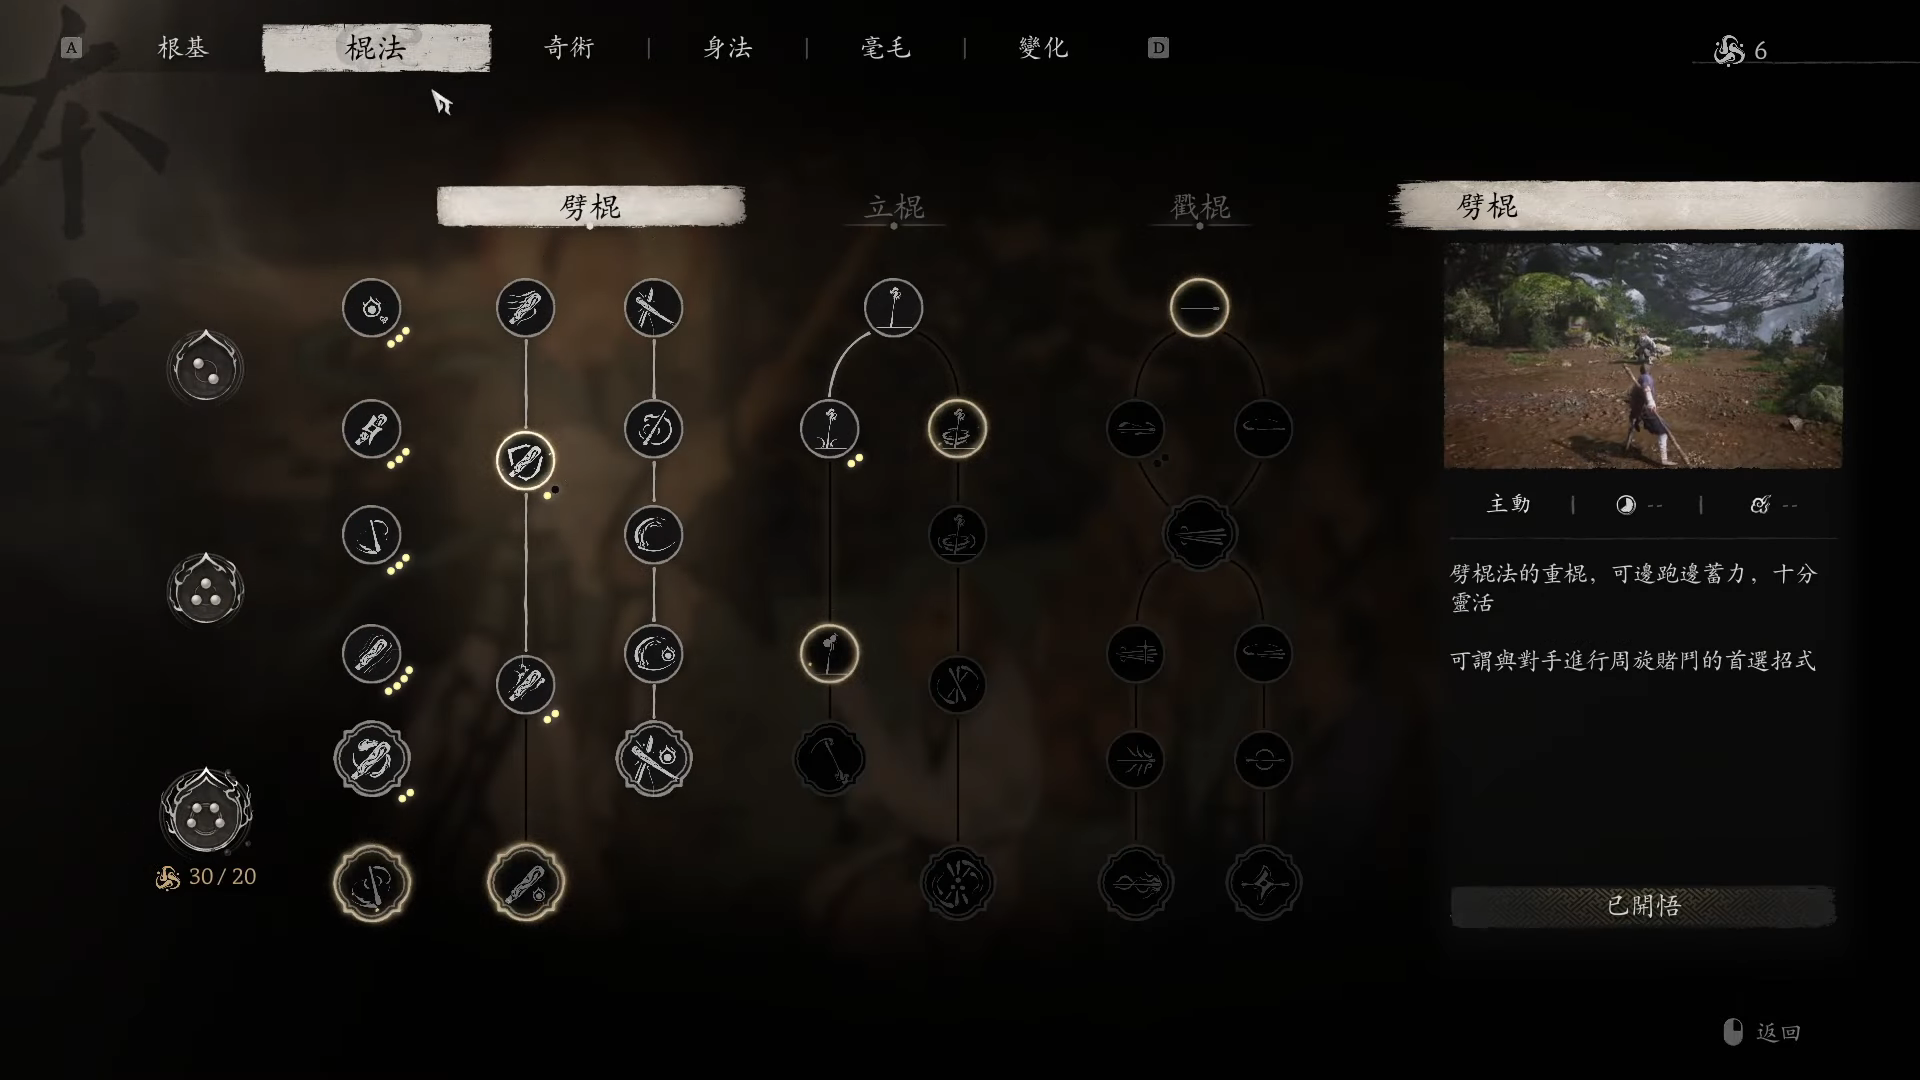 A 根基 棍法 奇術 | 身法 | 毫毛 | 變化 D 6
劈棍 立棍 戳棍
劈棍
主動 | -- | --
劈棍法的重棍，可邊跑邊蓄力，十分
靈活
可謂與對手進行周旋賭鬥的首選招式
30/20
已開悟
返回